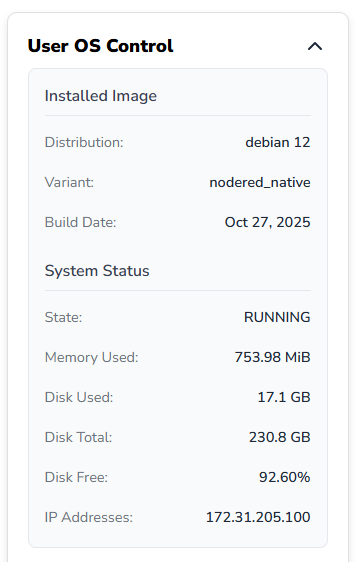 User OS Control
Installed Image
Distribution: debian 12
Variant: nodered_native
Build Date: Oct 27, 2025
System Status
State: RUNNING
Memory Used: 753.98 MiB
Disk Used: 17.1 GB
Disk Total: 230.8 GB
Disk Free: 92.60%
IP Addresses: 172.31.205.100